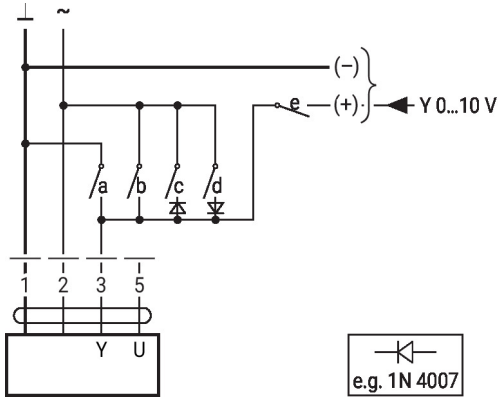 ⊥ ~
(–)
e (+) Y 0...10 V
a b c d
1 2 3 5
Y U
e.g. 1N 4007